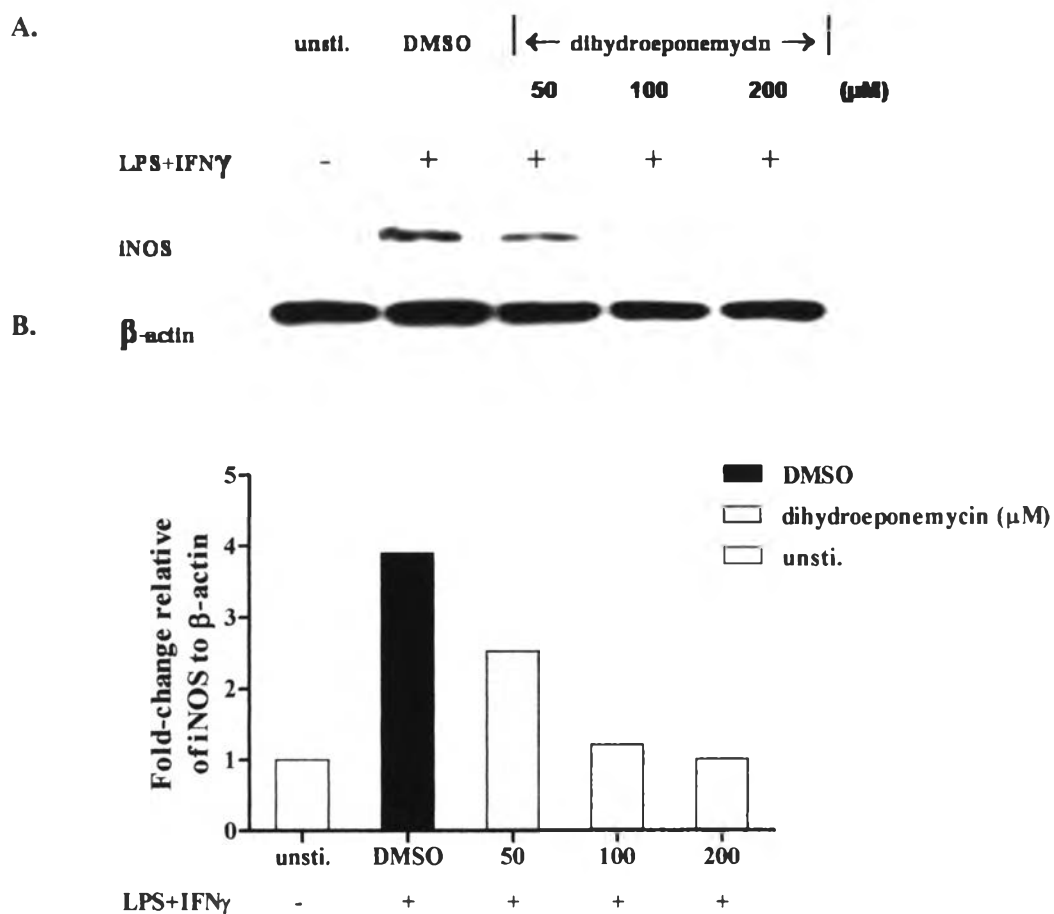 A.
unsti. DMSO |← dihydroeponemycin →|
50 100 200 (μM)
LPS+IFNγ - + + + +
iNOS
B.
β-actin
DMSO
dihydroeponemycin (μM)
unsti.
Fold-change relative
of iNOS to β-actin
5
4
3
2
1
0
unsti. DMSO 50 100 200
LPS+IFNγ - + + + +